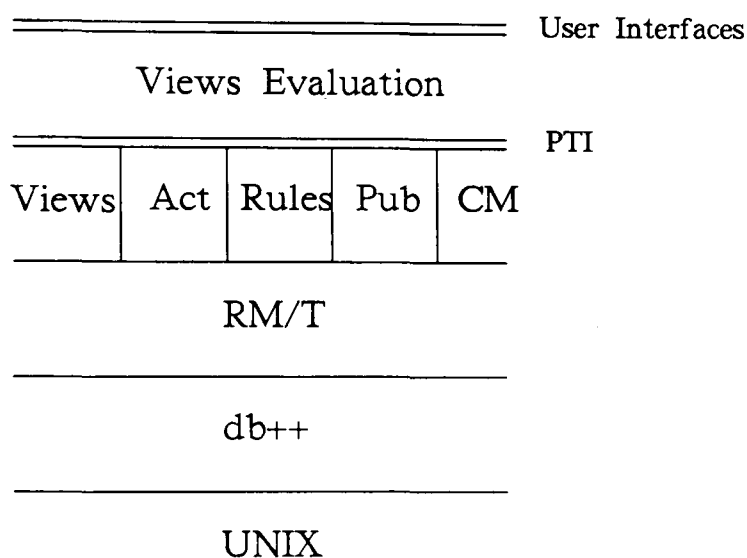 User Interfaces
Views Evaluation
PTI
Views Act Rules Pub CM
RM/T
db++
UNIX